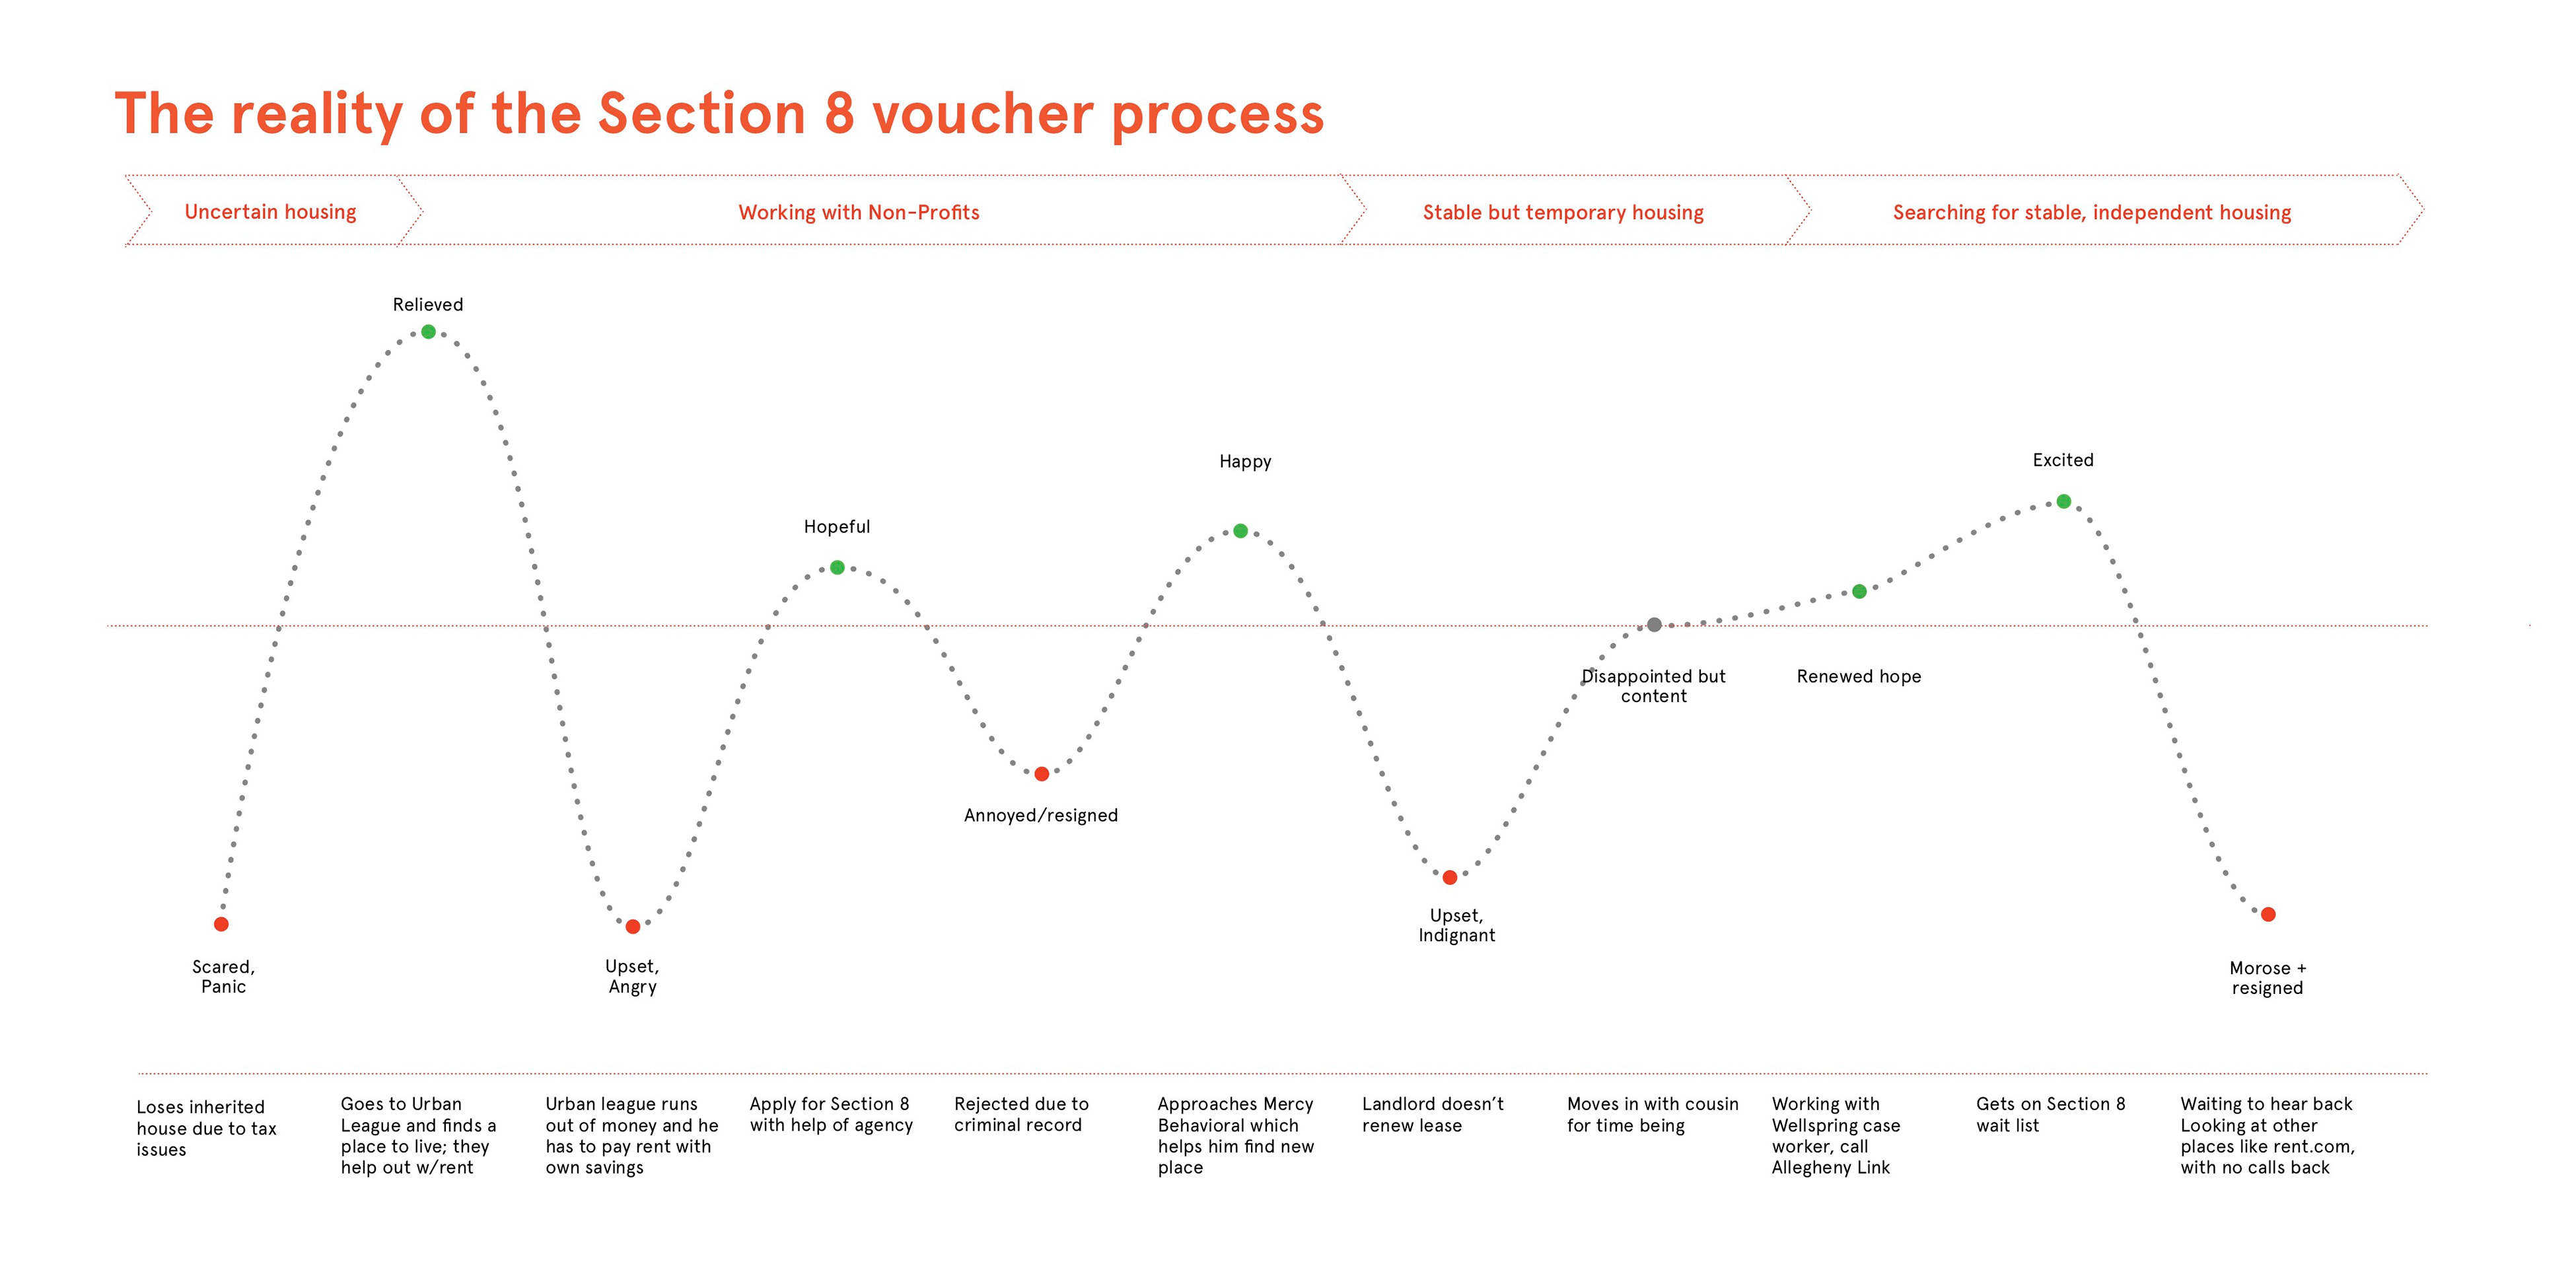 The reality of the Section 8 voucher process
Uncertain housing
Working with Non-Profits
Stable but temporary housing
Searching for stable, independent housing
Relieved
Happy
Excited
Hopeful
Disappointed but
content
Renewed hope
Annoyed/resigned
Upset,
Indignant
Scared,
Panic
Upset,
Angry
Morose +
resigned
Loses inherited
house due to tax
issues
Goes to Urban
League and finds a
place to live; they
help out w/rent
Urban league runs
out of money and he
has to pay rent with
own savings
Apply for Section 8
with help of agency
Rejected due to
criminal record
Approaches Mercy
Behavioral which
helps him find new
place
Landlord doesn’t
renew lease
Moves in with cousin
for time being
Working with
Wellspring case
worker, call
Allegheny Link
Gets on Section 8
wait list
Waiting to hear back
Looking at other
places like rent.com,
with no calls back